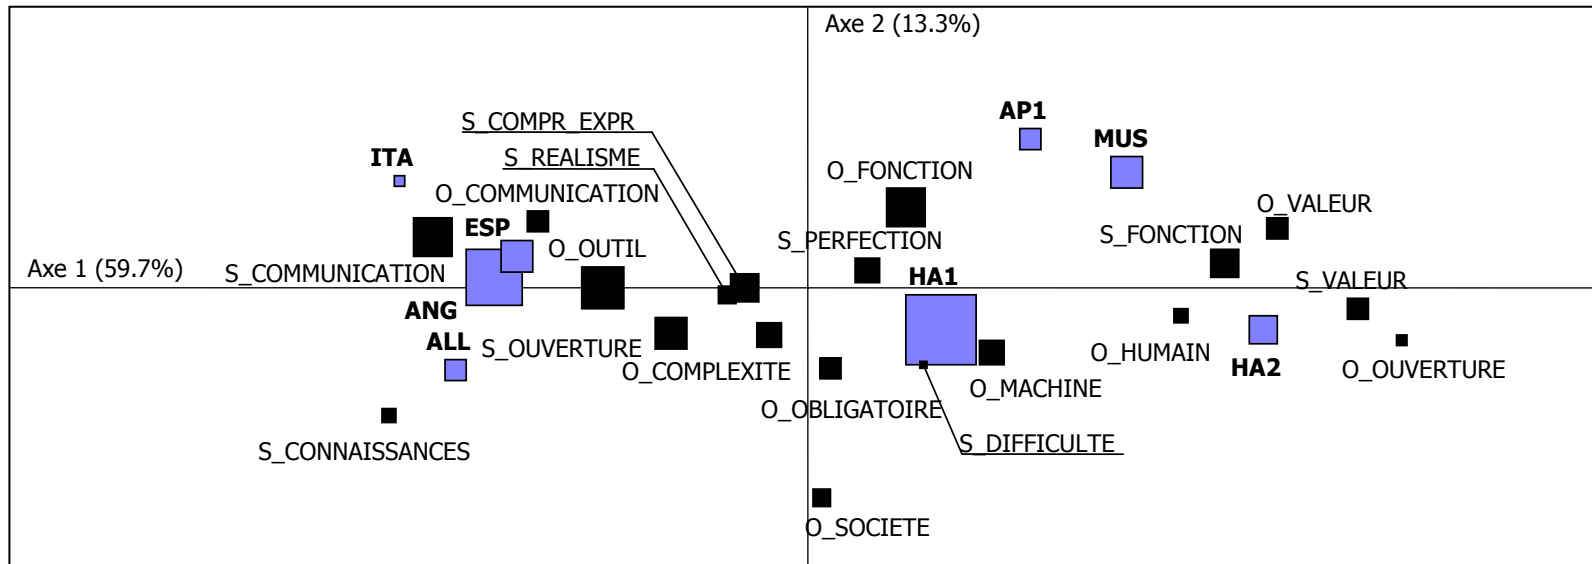 Axe 2 (13.3%)
S_COMPR_EXPR
AP1
MUS
ITA
S_REALISME
O_FONCTION
O_COMMUNICATION
O_VALEUR
ESP
O_OUTIL
S_PERFECTION
S_FONCTION
Axe 1 (59.7%)
S_COMMUNICATION
HA1
S_VALEUR
ANG
ALL
S_OUVERTURE
O_HUMAIN
O_COMPLEXITE
HA2
O_OUVERTURE
O_MACHINE
O_OBLIGATOIRE
S_CONNAISSANCES
S_DIFFICULTE
O_SOCIETE